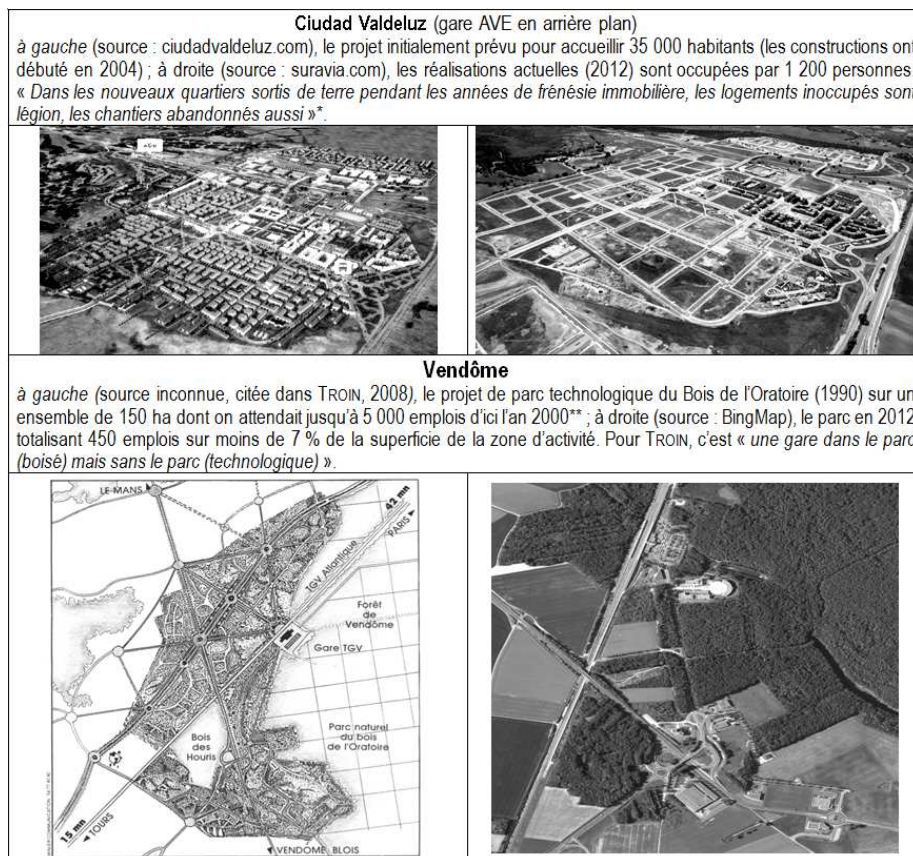 Ciudad Valdeluz (gare AVE en arrière plan)
à gauche (source : ciudadvaldeluz.com), le projet initialement prévu pour accueillir 35 000 habitants (les constructions ont
débuté en 2004) ; à droite (source : suravia.com), les réalisations actuelles (2012) sont occupées par 1 200 personnes.
« Dans les nouveaux quartiers sortis de terre pendant les années de frénésie immobilière, les logements inoccupés sont
légion, les chantiers abandonnés aussi »*.
Vendôme
à gauche (source inconnue, citée dans TROIN, 2008), le projet de parc technologique du Bois de l'Oratoire (1990) sur un
ensemble de 150 ha dont on attendait jusqu'à 5 000 emplois d'ici l'an 2000** ; à droite (source : BingMap), le parc en 2012
totalisant 450 emplois sur moins de 7 % de la superficie de la zone d'activité. Pour TROIN, c'est « une gare dans le parc
(boisé) mais sans le parc (technologique) ».
LE MANS
42 mn
PARIS
TGV Atlantique
Forêt
de
Vendôme
Gare TGV
Bois
des
Houris
Parc naturel
du bois
de l'Oratoire
15 mn
TOURS
VENDOME BLOIS